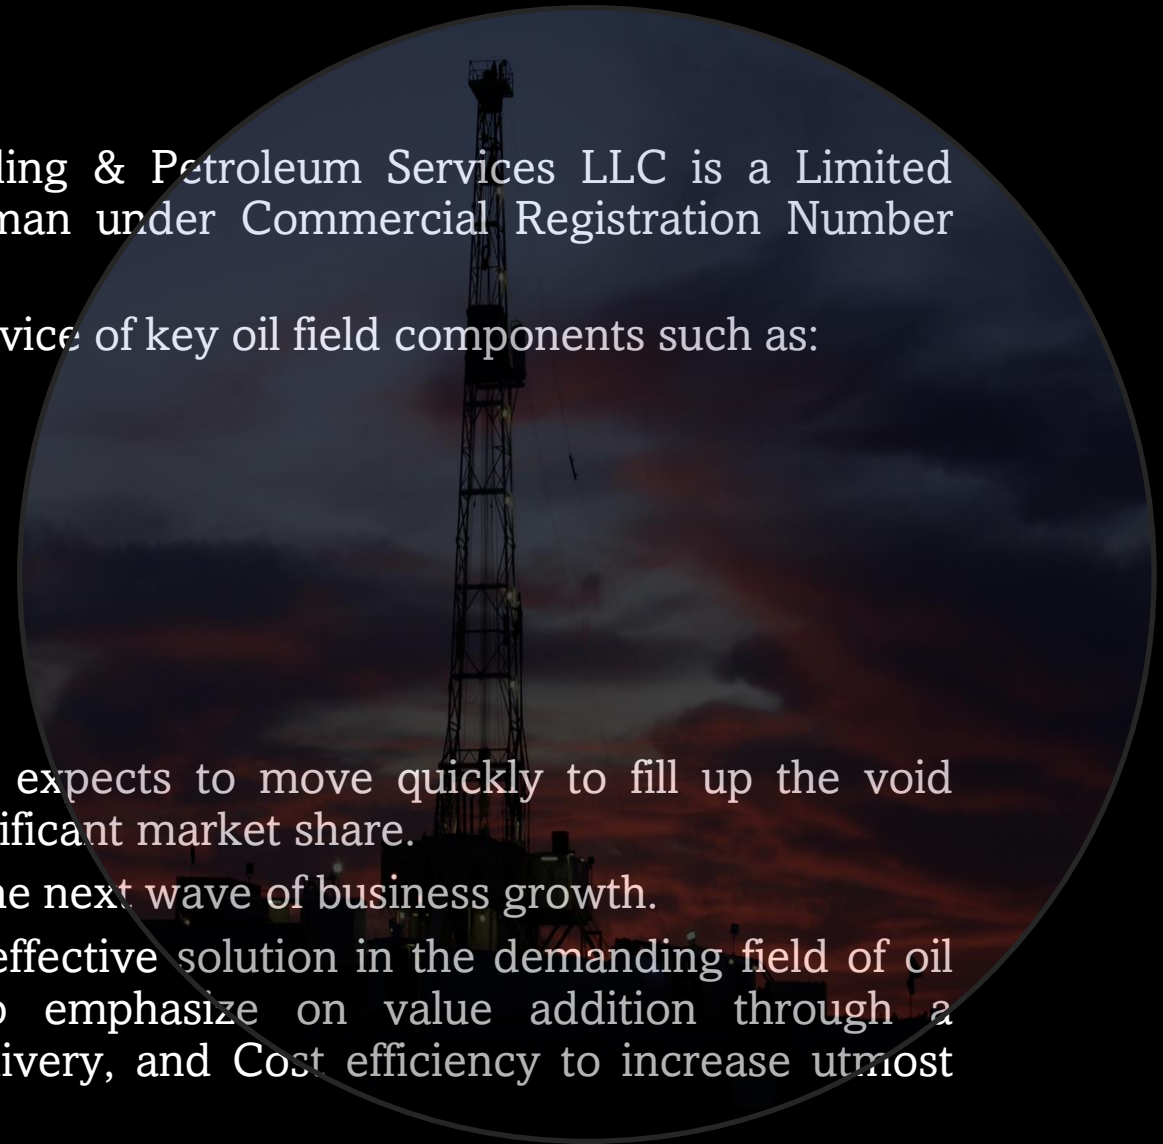 ling & Petroleum Services LLC is a Limited
man under Commercial Registration Number
vice of key oil field components such as:
expects to move quickly to fill up the void
ificant market share.
ne next wave of business growth.
effective solution in the demanding field of oil
o emphasize on value addition through a
ivery, and Cost efficiency to increase utmost